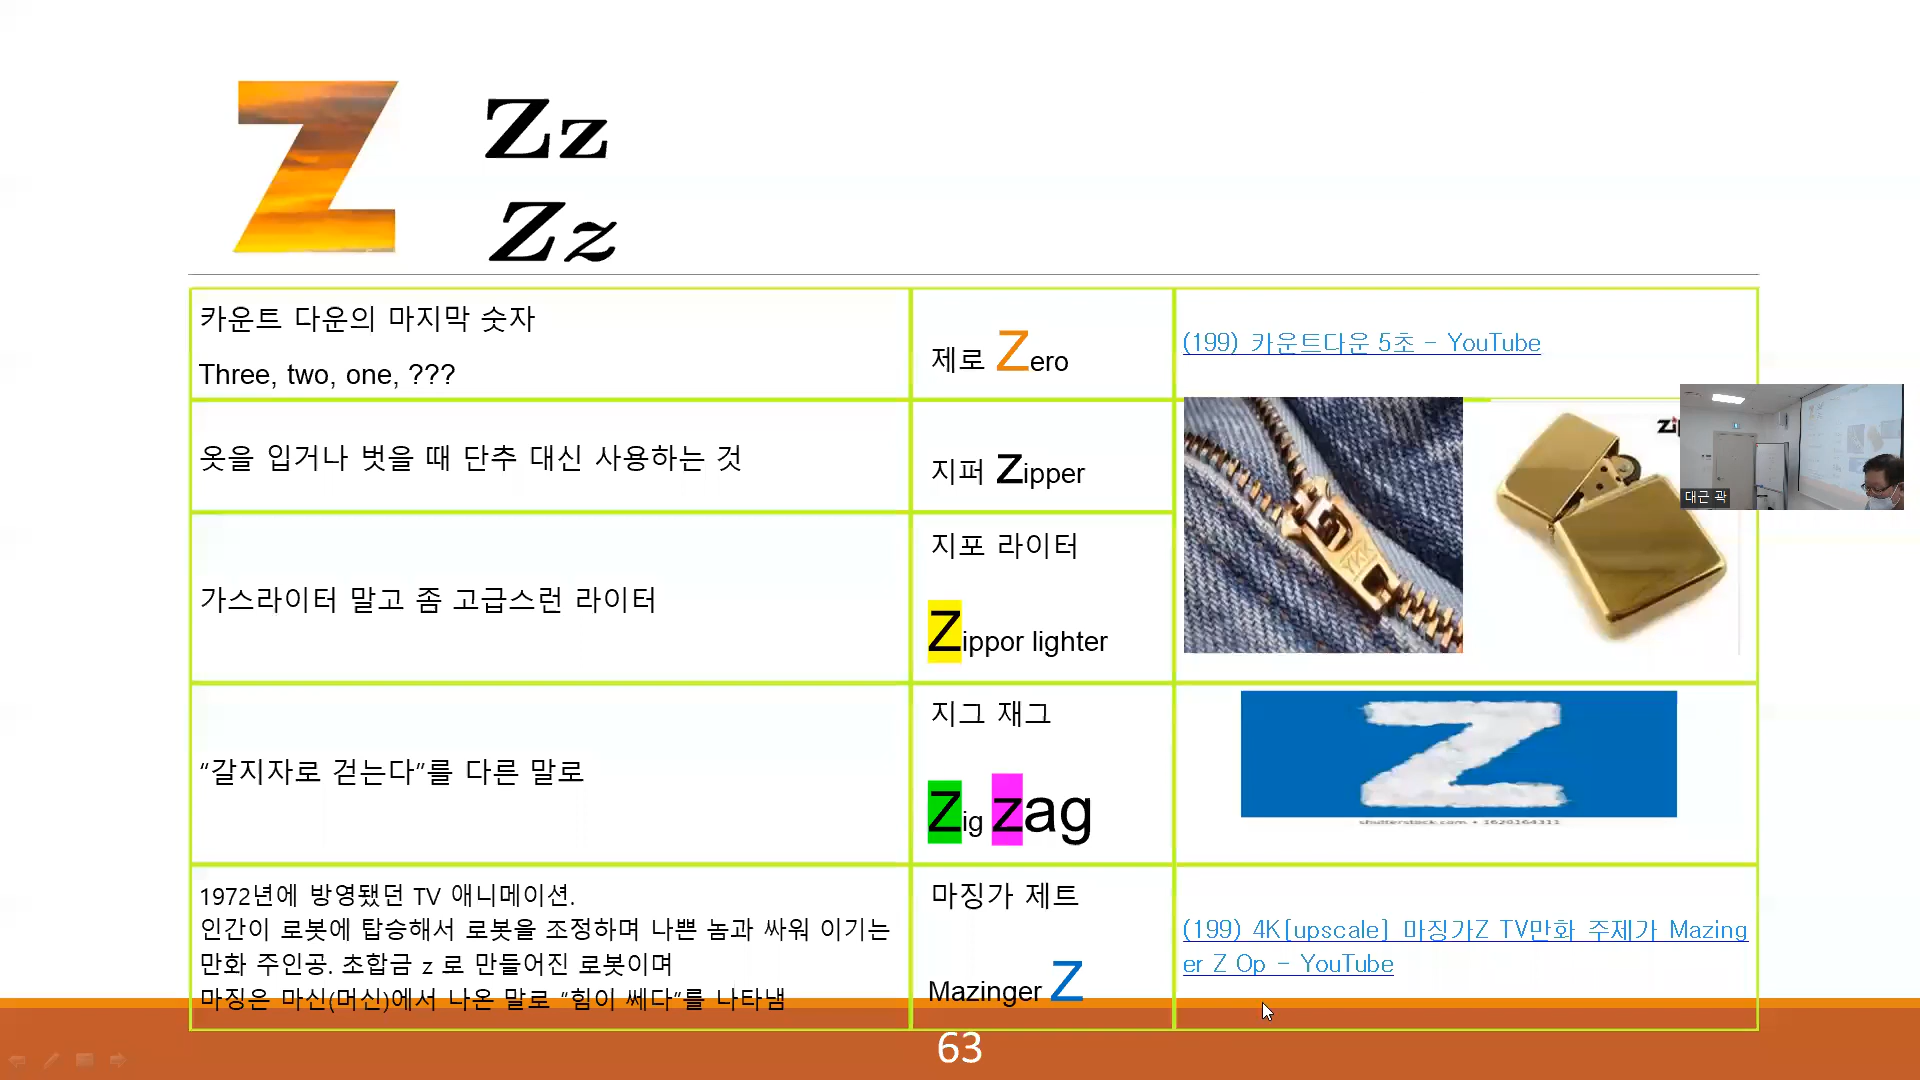 Z
Zz
Zz
카운트 다운의 마지막 숫자
Three, two, one, ???
제로 Zero
(199) 카운트다운 5초 - YouTube
옷을 입거나 벗을 때 단추 대신 사용하는 것
지퍼 Zipper
YKK
Zi
대근 곽
가스라이터 말고 좀 고급스런 라이터
지포 라이터
Zippor lighter
“갈지자로 걷는다”를 다른 말로
지그 재그
Zig zag
Z
shutterstock.com • 1620164311
1972년에 방영됐던 TV 애니메이션.
인간이 로봇에 탑승해서 로봇을 조정하며 나쁜 놈과 싸워 이기는
만화 주인공. 초합금 z 로 만들어진 로봇이며
마징은 마신(머신)에서 나온 말로 “힘이 쎄다”를 나타냄
마징가 제트
Mazinger Z
(199) 4K[upscale] 마징가Z TV만화 주제가 Mazing
er Z Op - YouTube
63